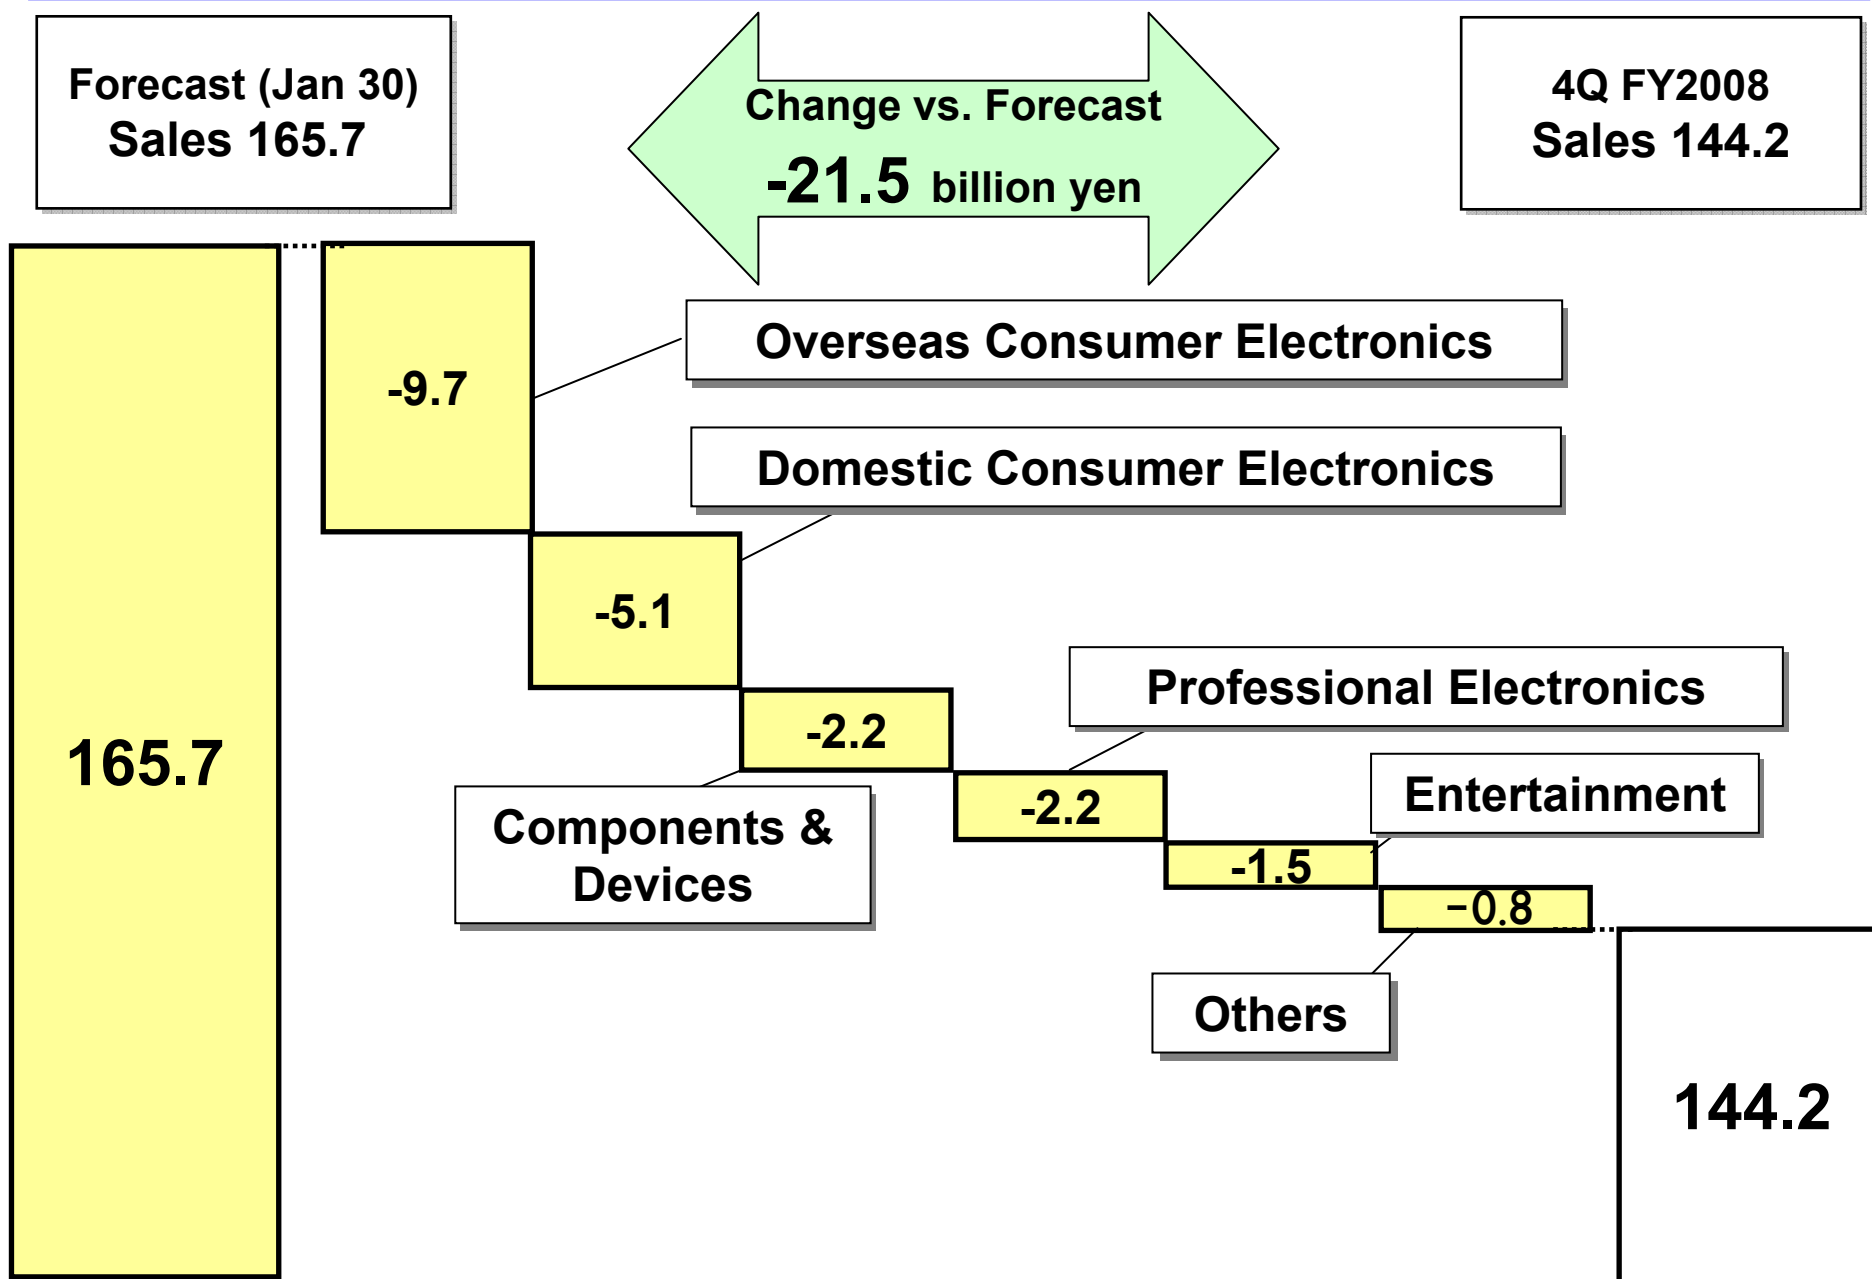 Forecast (Jan 30)
Sales 165.7
Change vs. Forecast
-21.5 billion yen
4Q FY2008
Sales 144.2
Overseas Consumer Electronics
-9.7
Domestic Consumer Electronics
-5.1
Professional Electronics
-2.2
165.7
Entertainment
-2.2
Components &
Devices
-1.5
-0.8
Others
144.2